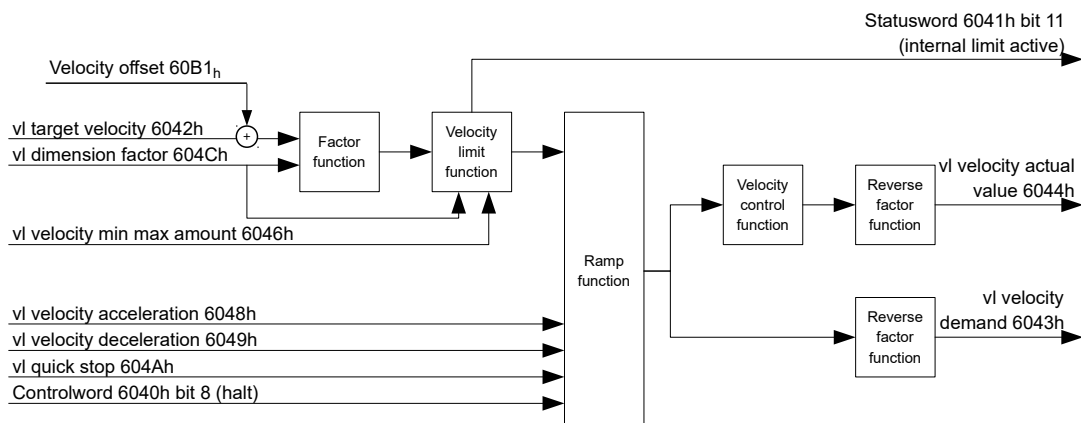 Statusword 6041h bit 11
(internal limit active)
Velocity offset 60B1h
vl target velocity 6042h
+
vl dimension factor 604Ch
Factor
function
Velocity
limit
function
vl velocity min max amount 6046h
Ramp
function
Velocity
control
function
Reverse
factor
function
vl velocity actual
value 6044h
vl velocity acceleration 6048h
vl velocity deceleration 6049h
vl quick stop 604Ah
Controlword 6040h bit 8 (halt)
Reverse
factor
function
vl velocity
demand 6043h